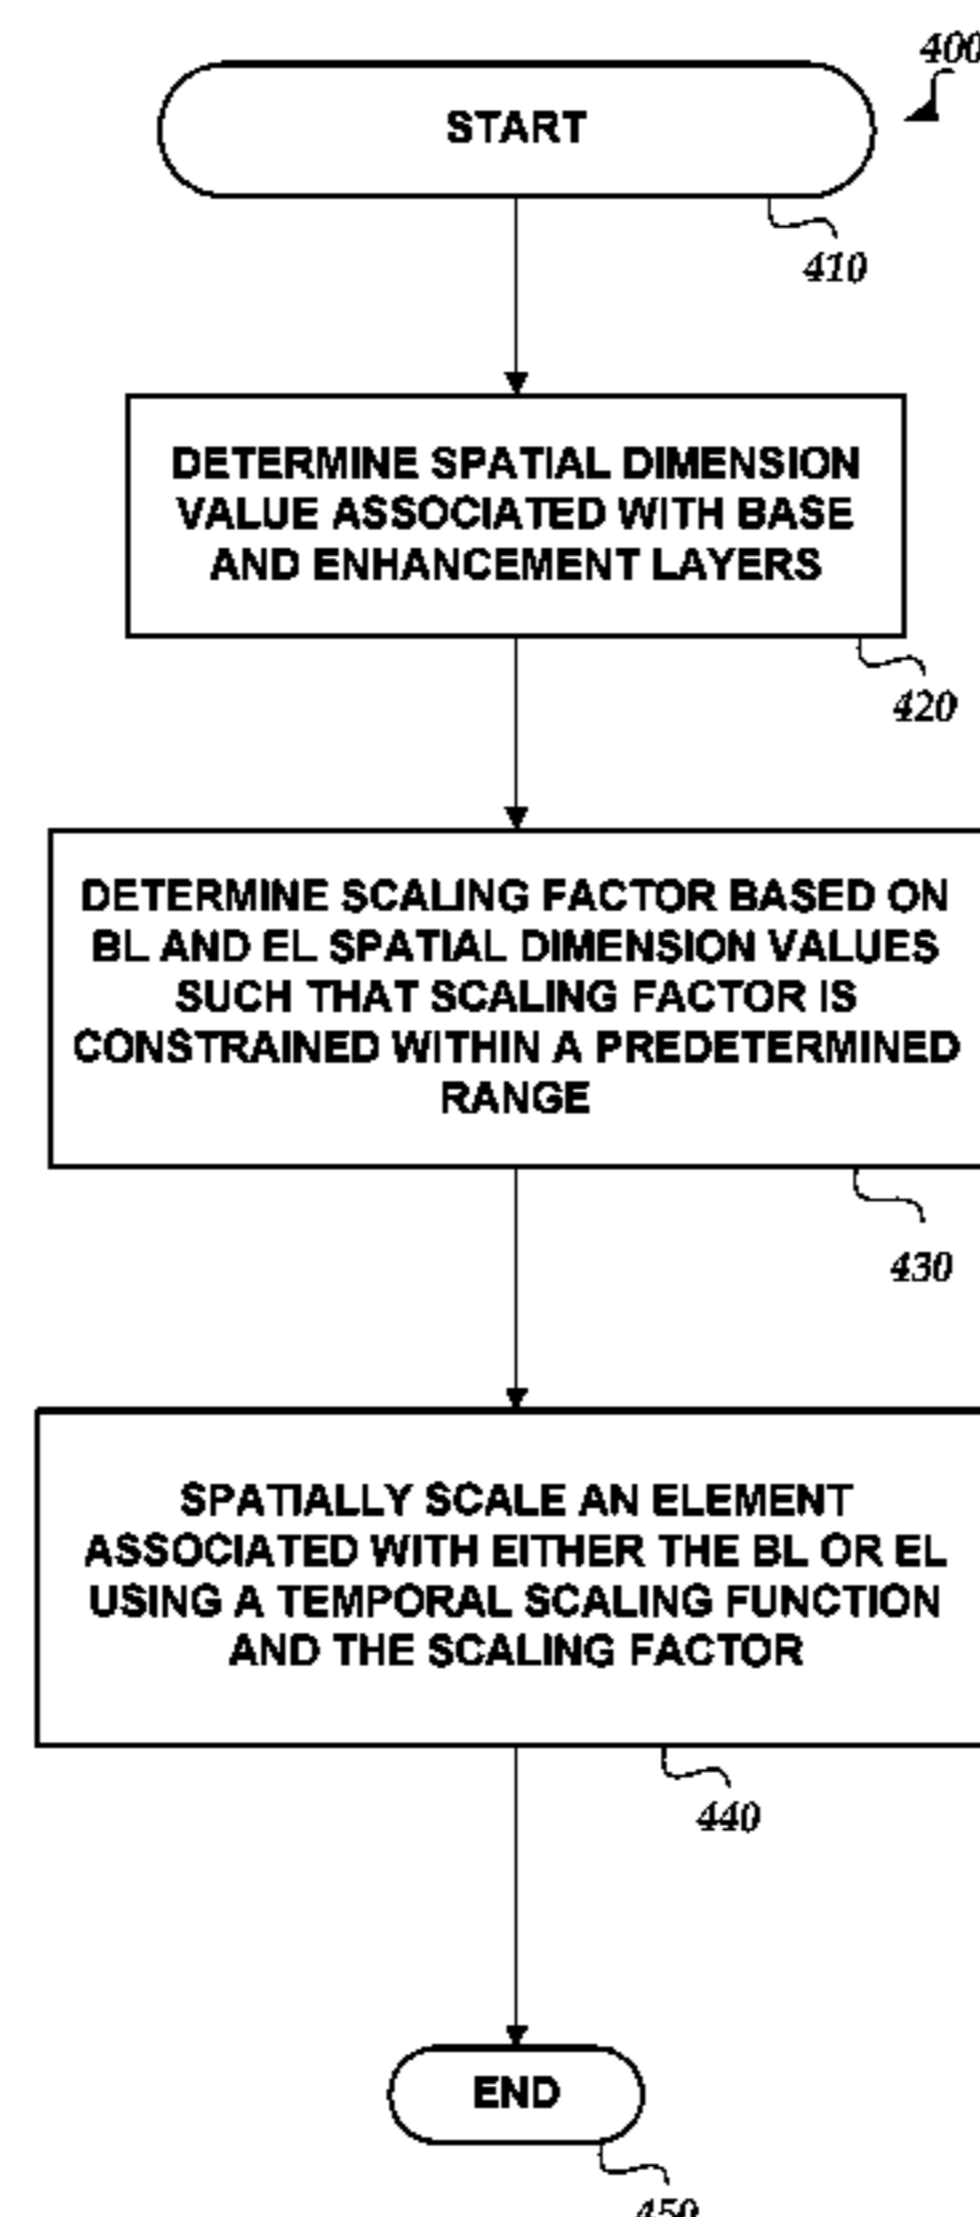 400
START
410
DETERMINE SPATIAL DIMENSION
VALUE ASSOCIATED WITH BASE
AND ENHANCEMENT LAYERS
420
DETERMINE SCALING FACTOR BASED ON
BL AND EL SPATIAL DIMENSION VALUES
SUCH THAT SCALING FACTOR IS
CONSTRAINED WITHIN A PREDETERMINED
RANGE
430
SPATIALLY SCALE AN ELEMENT
ASSOCIATED WITH EITHER THE BL OR EL
USING A TEMPORAL SCALING FUNCTION
AND THE SCALING FACTOR
440
END
450